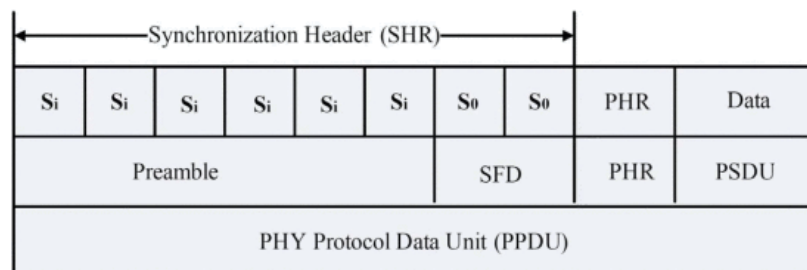 Synchronization Header (SHR)
Si Si Si Si Si Si S0 S0 PHR Data
Preamble SFD PHR PSDU
PHY Protocol Data Unit (PPDU)